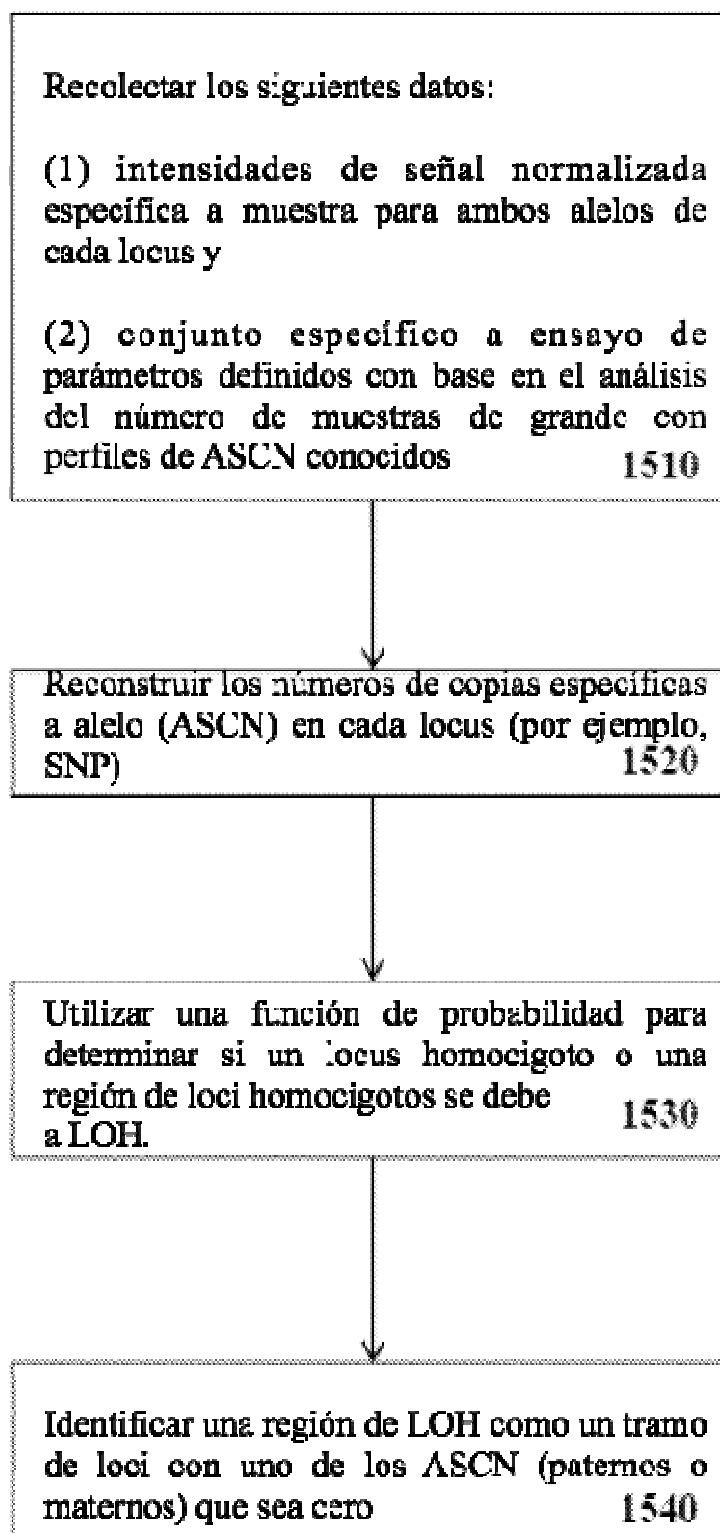 Recolectar los siguientes datos:
(1) intensidades de señal normalizada
específica a muestra para ambos alelos de
cada locus y
(2) conjunto específico a ensayo de
parámetros definidos con base en el análisis
del número de muestras de grande con
perfiles de ASCN conocidos 1510
Reconstruir los números de copias específicas
a alelo (ASCN) en cada locus (por ejemplo,
SNP) 1520
Utilizar una función de probabilidad para
determinar si un locus homocigoto o una
región de loci homocigotos se debe
a LOH. 1530
Identificar una región de LOH como un tramo
de loci con uno de los ASCN (paternos o
maternos) que sea cero 1540